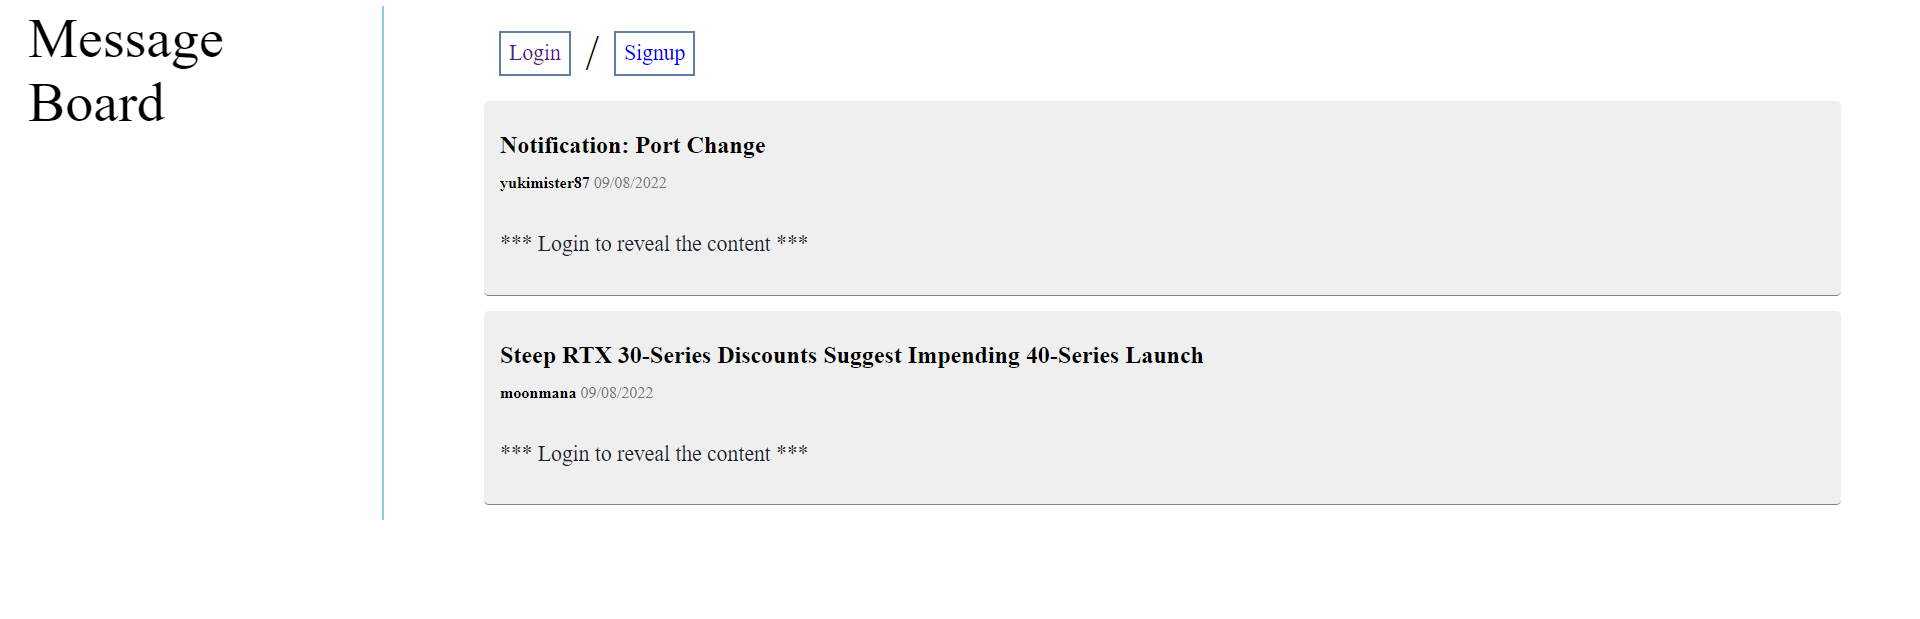 Message
Board
Login / Signup
Notification: Port Change
yukimister87 09/08/2022
*** Login to reveal the content ***
Steep RTX 30-Series Discounts Suggest Impending 40-Series Launch
moonmana 09/08/2022
*** Login to reveal the content ***